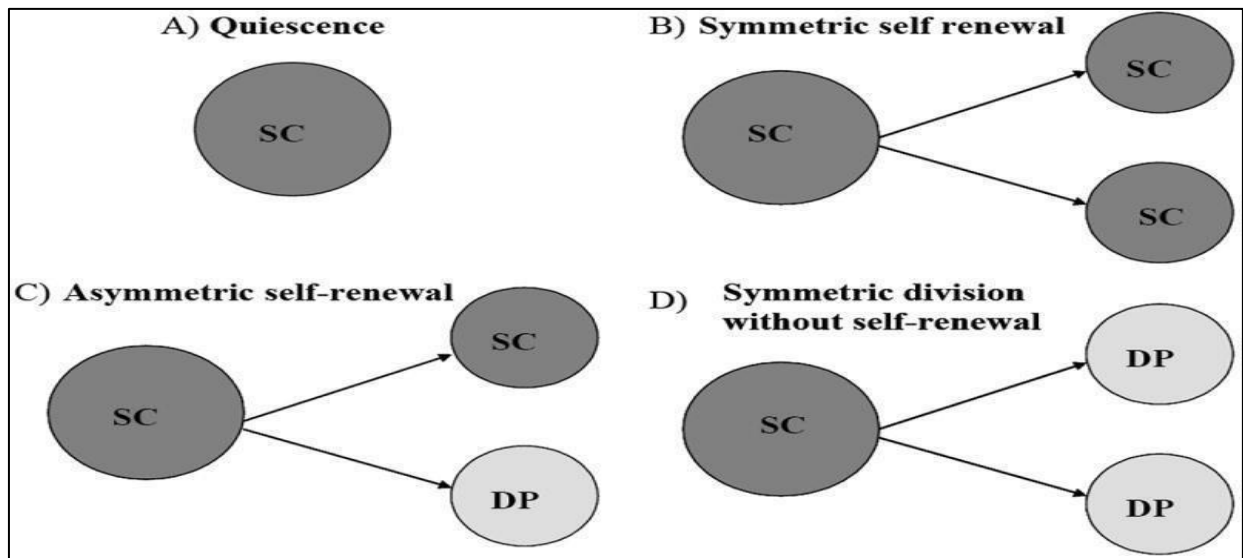 A) Quiescence
SC
B) Symmetric self renewal
SC
SC
SC
C) Asymmetric self-renewal
SC
SC
DP
D) Symmetric division
without self-renewal
SC
DP
DP